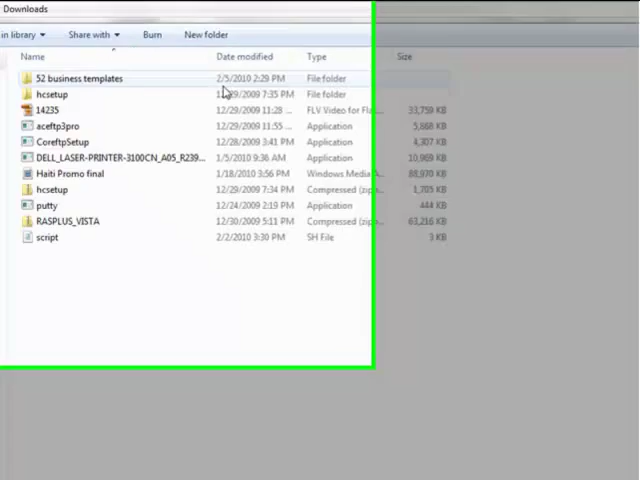 Downloads
in library Share with Burn New folder
Name Date modified Type Size
52 business templates 2/5/2010 2:29 PM File folder
hcsetup 12/29/2009 7:35 PM File folder
14235 12/29/2009 11:28 ... FLV Video for Fla... 33,759 KB
aceftp3pro 12/29/2009 11:55 ... Application 5,868 KB
CoreftpSetup 12/28/2009 3:41 PM Application 4,307 KB
DELL_LASER-PRINTER-3100CN_A05_R239... 1/5/2010 9:36 AM Application 10,969 KB
Haiti Promo final 1/18/2010 3:56 PM Windows Media A... 88,970 KB
hcsetup 12/29/2009 7:34 PM Compressed (zipp... 1,705 KB
putty 12/24/2009 2:19 PM Application 444 KB
RASPLUS_VISTA 12/30/2009 5:11 PM Compressed (zipp... 63,216 KB
script 2/2/2010 3:30 PM SH File 3 KB